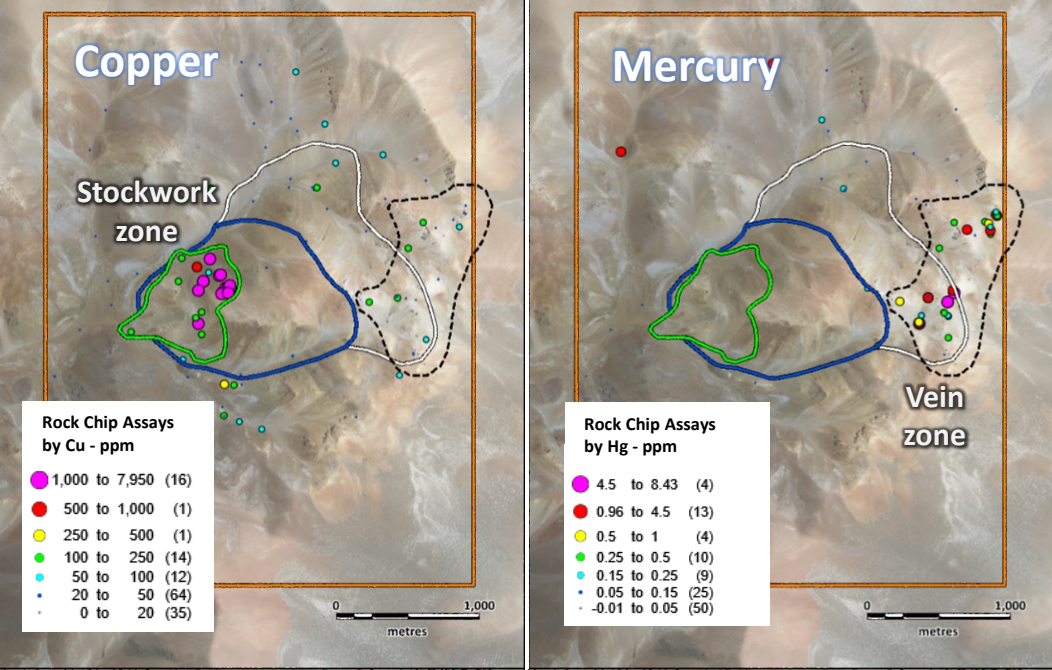 Copper
Stockwork
zone
Rock Chip Assays
by Cu - ppm
1,000 to 7,950 (16)
500 to 1,000 (1)
250 to 500 (1)
100 to 250 (14)
50 to 100 (12)
20 to 50 (64)
0 to 20 (35)
0 1,000
metres
Mercury
Vein
zone
Rock Chip Assays
by Hg - ppm
4.5 to 8.43 (4)
0.96 to 4.5 (13)
0.5 to 1 (4)
0.25 to 0.5 (10)
0.15 to 0.25 (9)
0.05 to 0.15 (25)
-0.01 to 0.05 (50)
0 1,000
metres